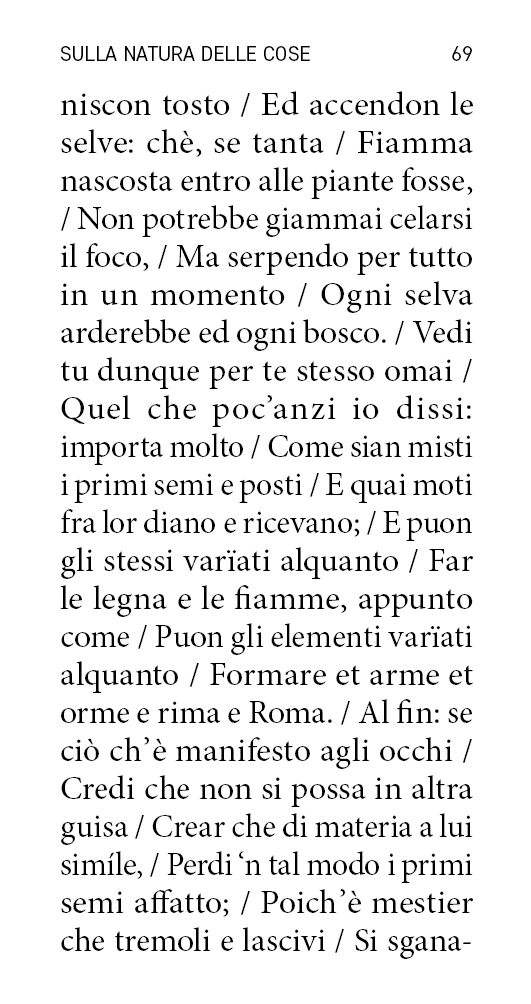 SULLA NATURA DELLE COSE 69
niscon tosto / Ed accendon le
selve: chè, se tanta / Fiamma
nascosta entro alle piante fosse,
/ Non potrebbe giammai celarsi
il foco, / Ma serpendo per tutto
in un momento / Ogni selva
arderebbe ed ogni bosco. / Vedi
tu dunque per te stesso omai /
Quel che poc’anzi io dissi:
importa molto / Come sian misti
i primi semi e posti / E quai moti
fra lor diano e ricevano; / E puon
gli stessi varïati alquanto / Far
le legna e le fiamme, appunto
come / Puon gli elementi varïati
alquanto / Formare et arme et
orme e rima e Roma. / Al fin: se
ciò ch’è manifesto agli occhi /
Credi che non si possa in altra
guisa / Crear che di materia a lui
simíle, / Perdi ‘n tal modo i primi
semi affatto; / Poich’è mestier
che tremoli e lascivi / Si sgana-